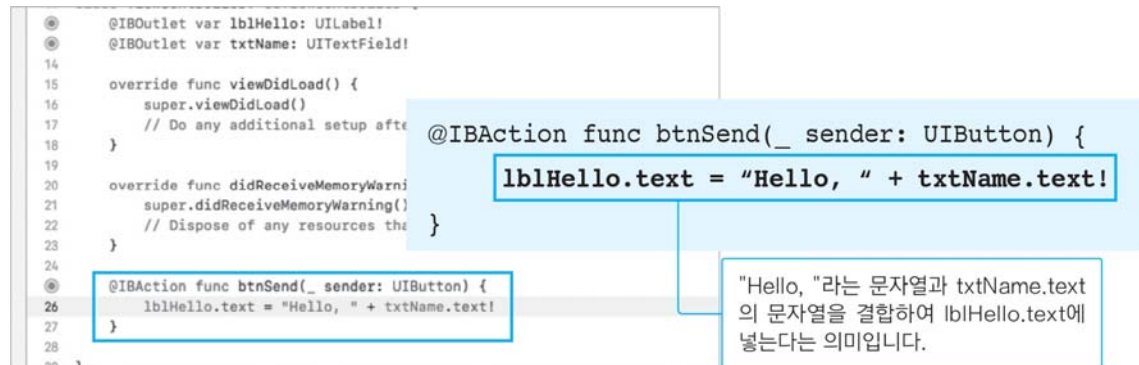 @IBOutlet var lblHello: UILabel!
@IBOutlet var txtName: UITextField!
14
15 override func viewDidLoad() {
16 super.viewDidLoad()
17 // Do any additional setup afte
18 }
19
20 override func didReceiveMemoryWarni
21 super.didReceiveMemoryWarning()
22 // Dispose of any resources tha
23 }
24
@IBAction func btnSend(_ sender: UIButton) {
26 lblHello.text = "Hello, " + txtName.text!
27 }
28
@IBAction func btnSend(_ sender: UIButton) {
lblHello.text = “Hello, “ + txtName.text!
}
"Hello, "라는 문자열과 txtName.text
의 문자열을 결합하여 lblHello.text에
넣는다는 의미입니다.